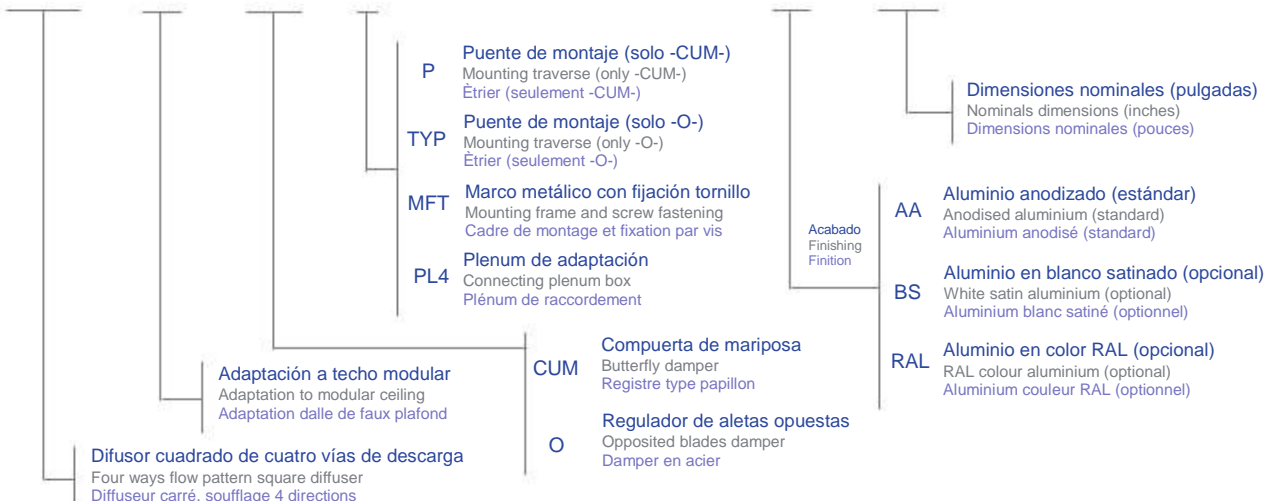 P
Puente de montaje (solo -CUM-)
Mounting traverse (only -CUM-)
Ètrier (seulement -CUM-)
TYP
Puente de montaje (solo -O-)
Mounting traverse (only -O-)
Ètrier (seulement -O-)
MFT
Marco metálico con fijación tornillo
Mounting frame and screw fastening
Cadre de montage et fixation par vis
PL4
Plenum de adaptación
Connecting plenum box
Plénum de raccordement
Dimensiones nominales (pulgadas)
Nominals dimensions (inches)
Dimensions nominales (pouces)
Acabado
Finishing
Finition
AA
Aluminio anodizado (estándar)
Anodised aluminium (standard)
Aluminium anodisé (standard)
BS
Aluminio en blanco satinado (opcional)
White satin aluminium (optional)
Aluminium blanc satiné (optionnel)
RAL
Aluminio en color RAL (opcional)
RAL colour aluminium (optional)
Aluminium couleur RAL (optionnel)
CUM
Compuerta de mariposa
Butterfly damper
Registre type papillon
O
Regulador de aletas opuestas
Opposited blades damper
Damper en acier
Adaptación a techo modular
Adaptation to modular ceiling
Adaptation dalle de faux plafond
Difusor cuadrado de cuatro vías de descarga
Four ways flow pattern square diffuser
Diffuseur carré, soufflage 4 directions